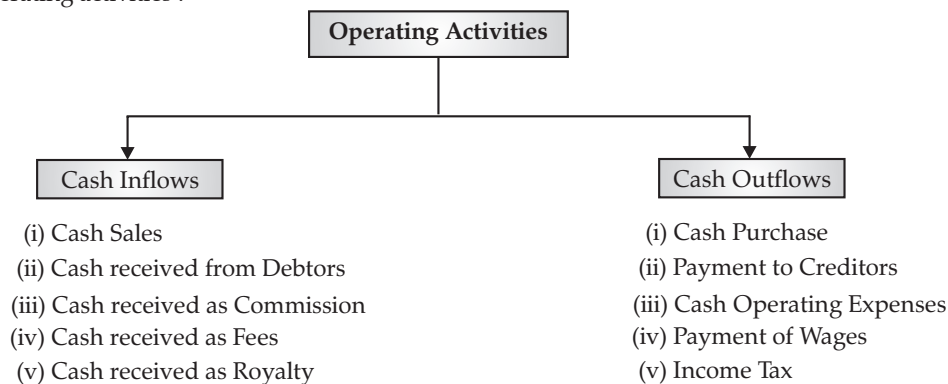 Operating Activities
Cash Inflows
(i) Cash Sales
(ii) Cash received from Debtors
(iii) Cash received as Commission
(iv) Cash received as Fees
(v) Cash received as Royalty
Cash Outflows
(i) Cash Purchase
(ii) Payment to Creditors
(iii) Cash Operating Expenses
(iv) Payment of Wages
(v) Income Tax